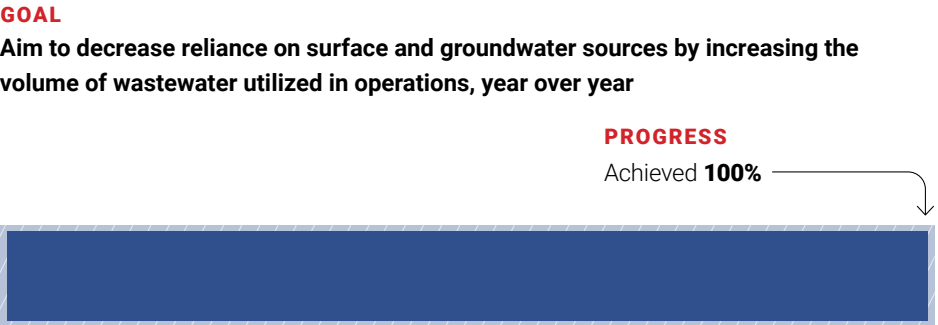 GOAL
Aim to decrease reliance on surface and groundwater sources by increasing the
volume of wastewater utilized in operations, year over year
PROGRESS
Achieved 100%